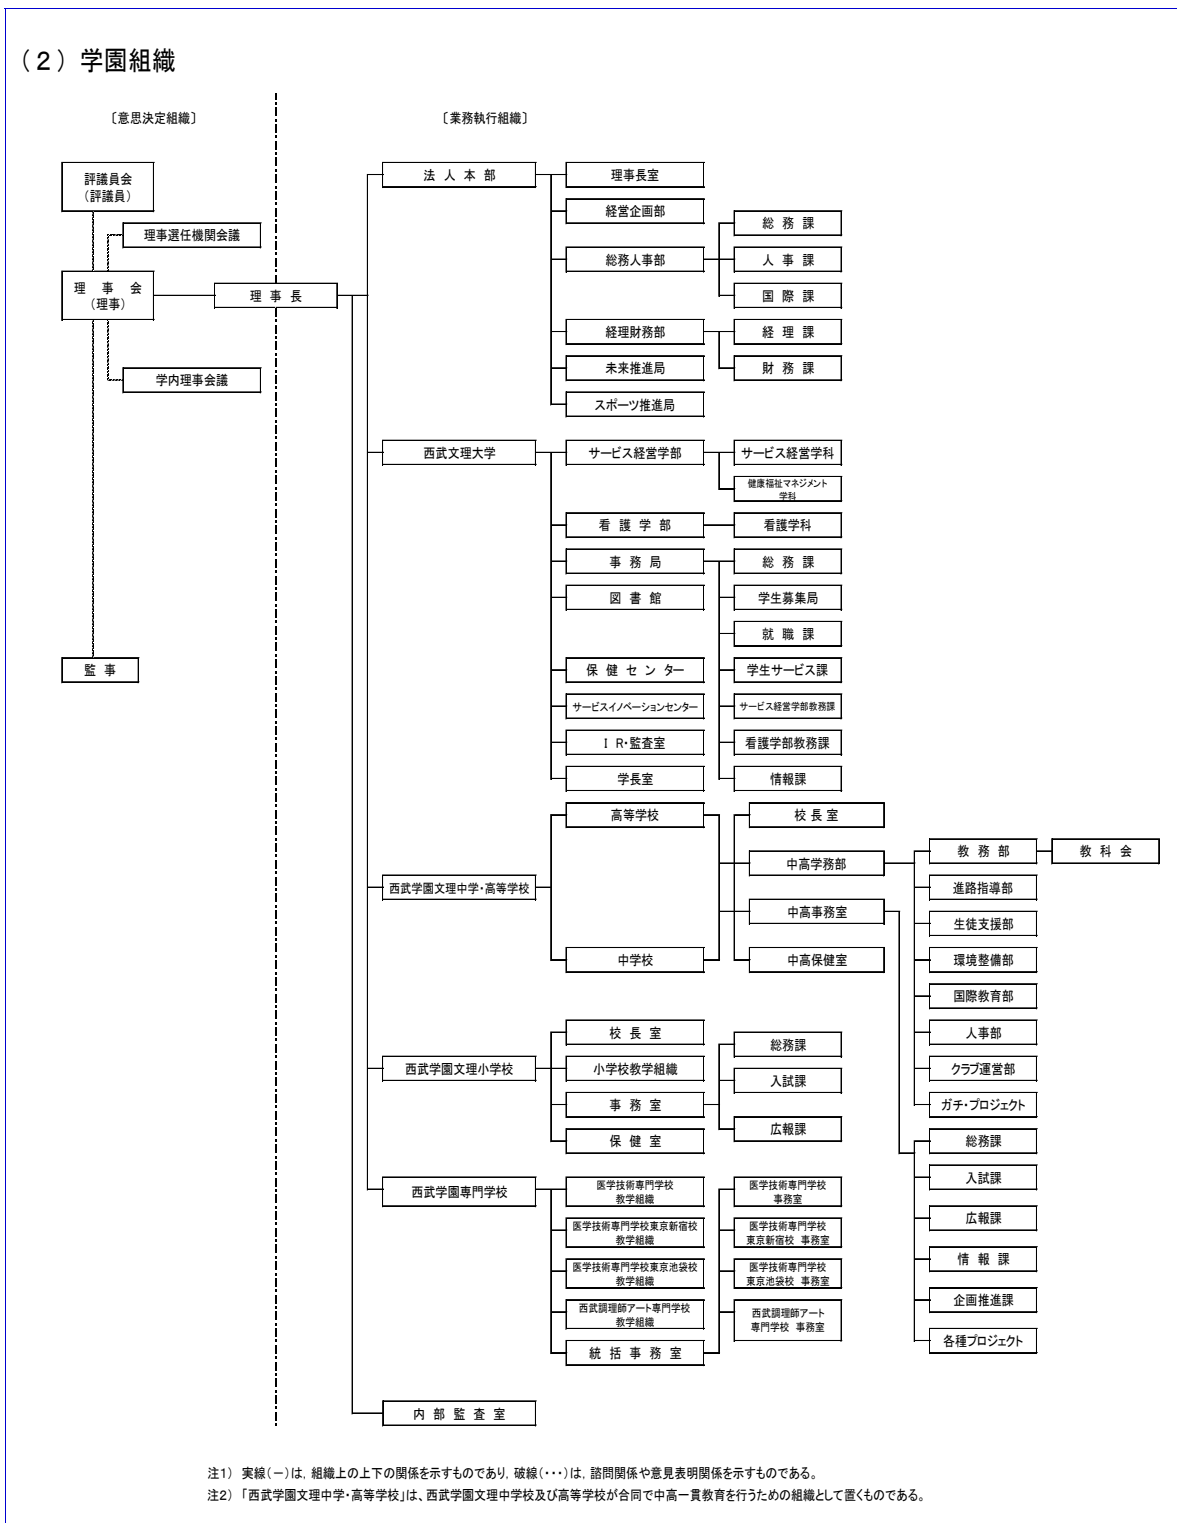 （2）学園組織
〔意思決定組織〕
〔業務執行組織〕
評議員会
（評議員）
理事選任機関会議
理　事　会
（理事）
理 事 長
学内理事会議
監 事
法 人 本 部
理事長室
経営企画部
総務人事部
総 務 課
人 事 課
国 際 課
経理財務部
経 理 課
財 務 課
未来推進局
スポーツ推進局
西武文理大学
サービス経営学部
サービス経営学科
健康福祉マネジメント
学科
看 護 学 部
看護学科
事 務 局
総 務 課
学生募集局
就 職 課
学生サービス課
サービス経営学部教務課
看護学部教務課
情報課
図 書 館
保 健 セ ン ター
サービスイノベーションセンター
Ｉ R・監査室
学長室
西武学園文理中学・高等学校
高等学校
中学校
校 長 室
中高学務部
中高事務室
中高保健室
教 務 部
教 科 会
進路指導部
生徒支援部
環境整備部
国際教育部
人事部
クラブ運営部
ガチ・プロジェクト
総務課
入試課
広報課
情 報 課
企画推進課
各種プロジェクト
西武学園文理小学校
校 長 室
小学校教学組織
事 務 室
保 健 室
総務課
入試課
広報課
西武学園専門学校
医学技術専門学校
教学組織
医学技術専門学校東京新宿校
教学組織
医学技術専門学校東京池袋校
教学組織
西武調理師アート専門学校
教学組織
統 括 事 務 室
医学技術専門学校
事務室
医学技術専門学校
東京新宿校 事務室
医学技術専門学校
東京池袋校 事務室
西武調理師アート
専門学校 事務室
内 部 監 査 室
注1） 実線（－）は，組織上の上下の関係を示すものであり，破線（・・・）は，諮問関係や意見表明関係を示すものである。
注2） 「西武学園文理中学・高等学校」は、西武学園文理中学校及び高等学校が合同で中高一貫教育を行うための組織として置くものである。